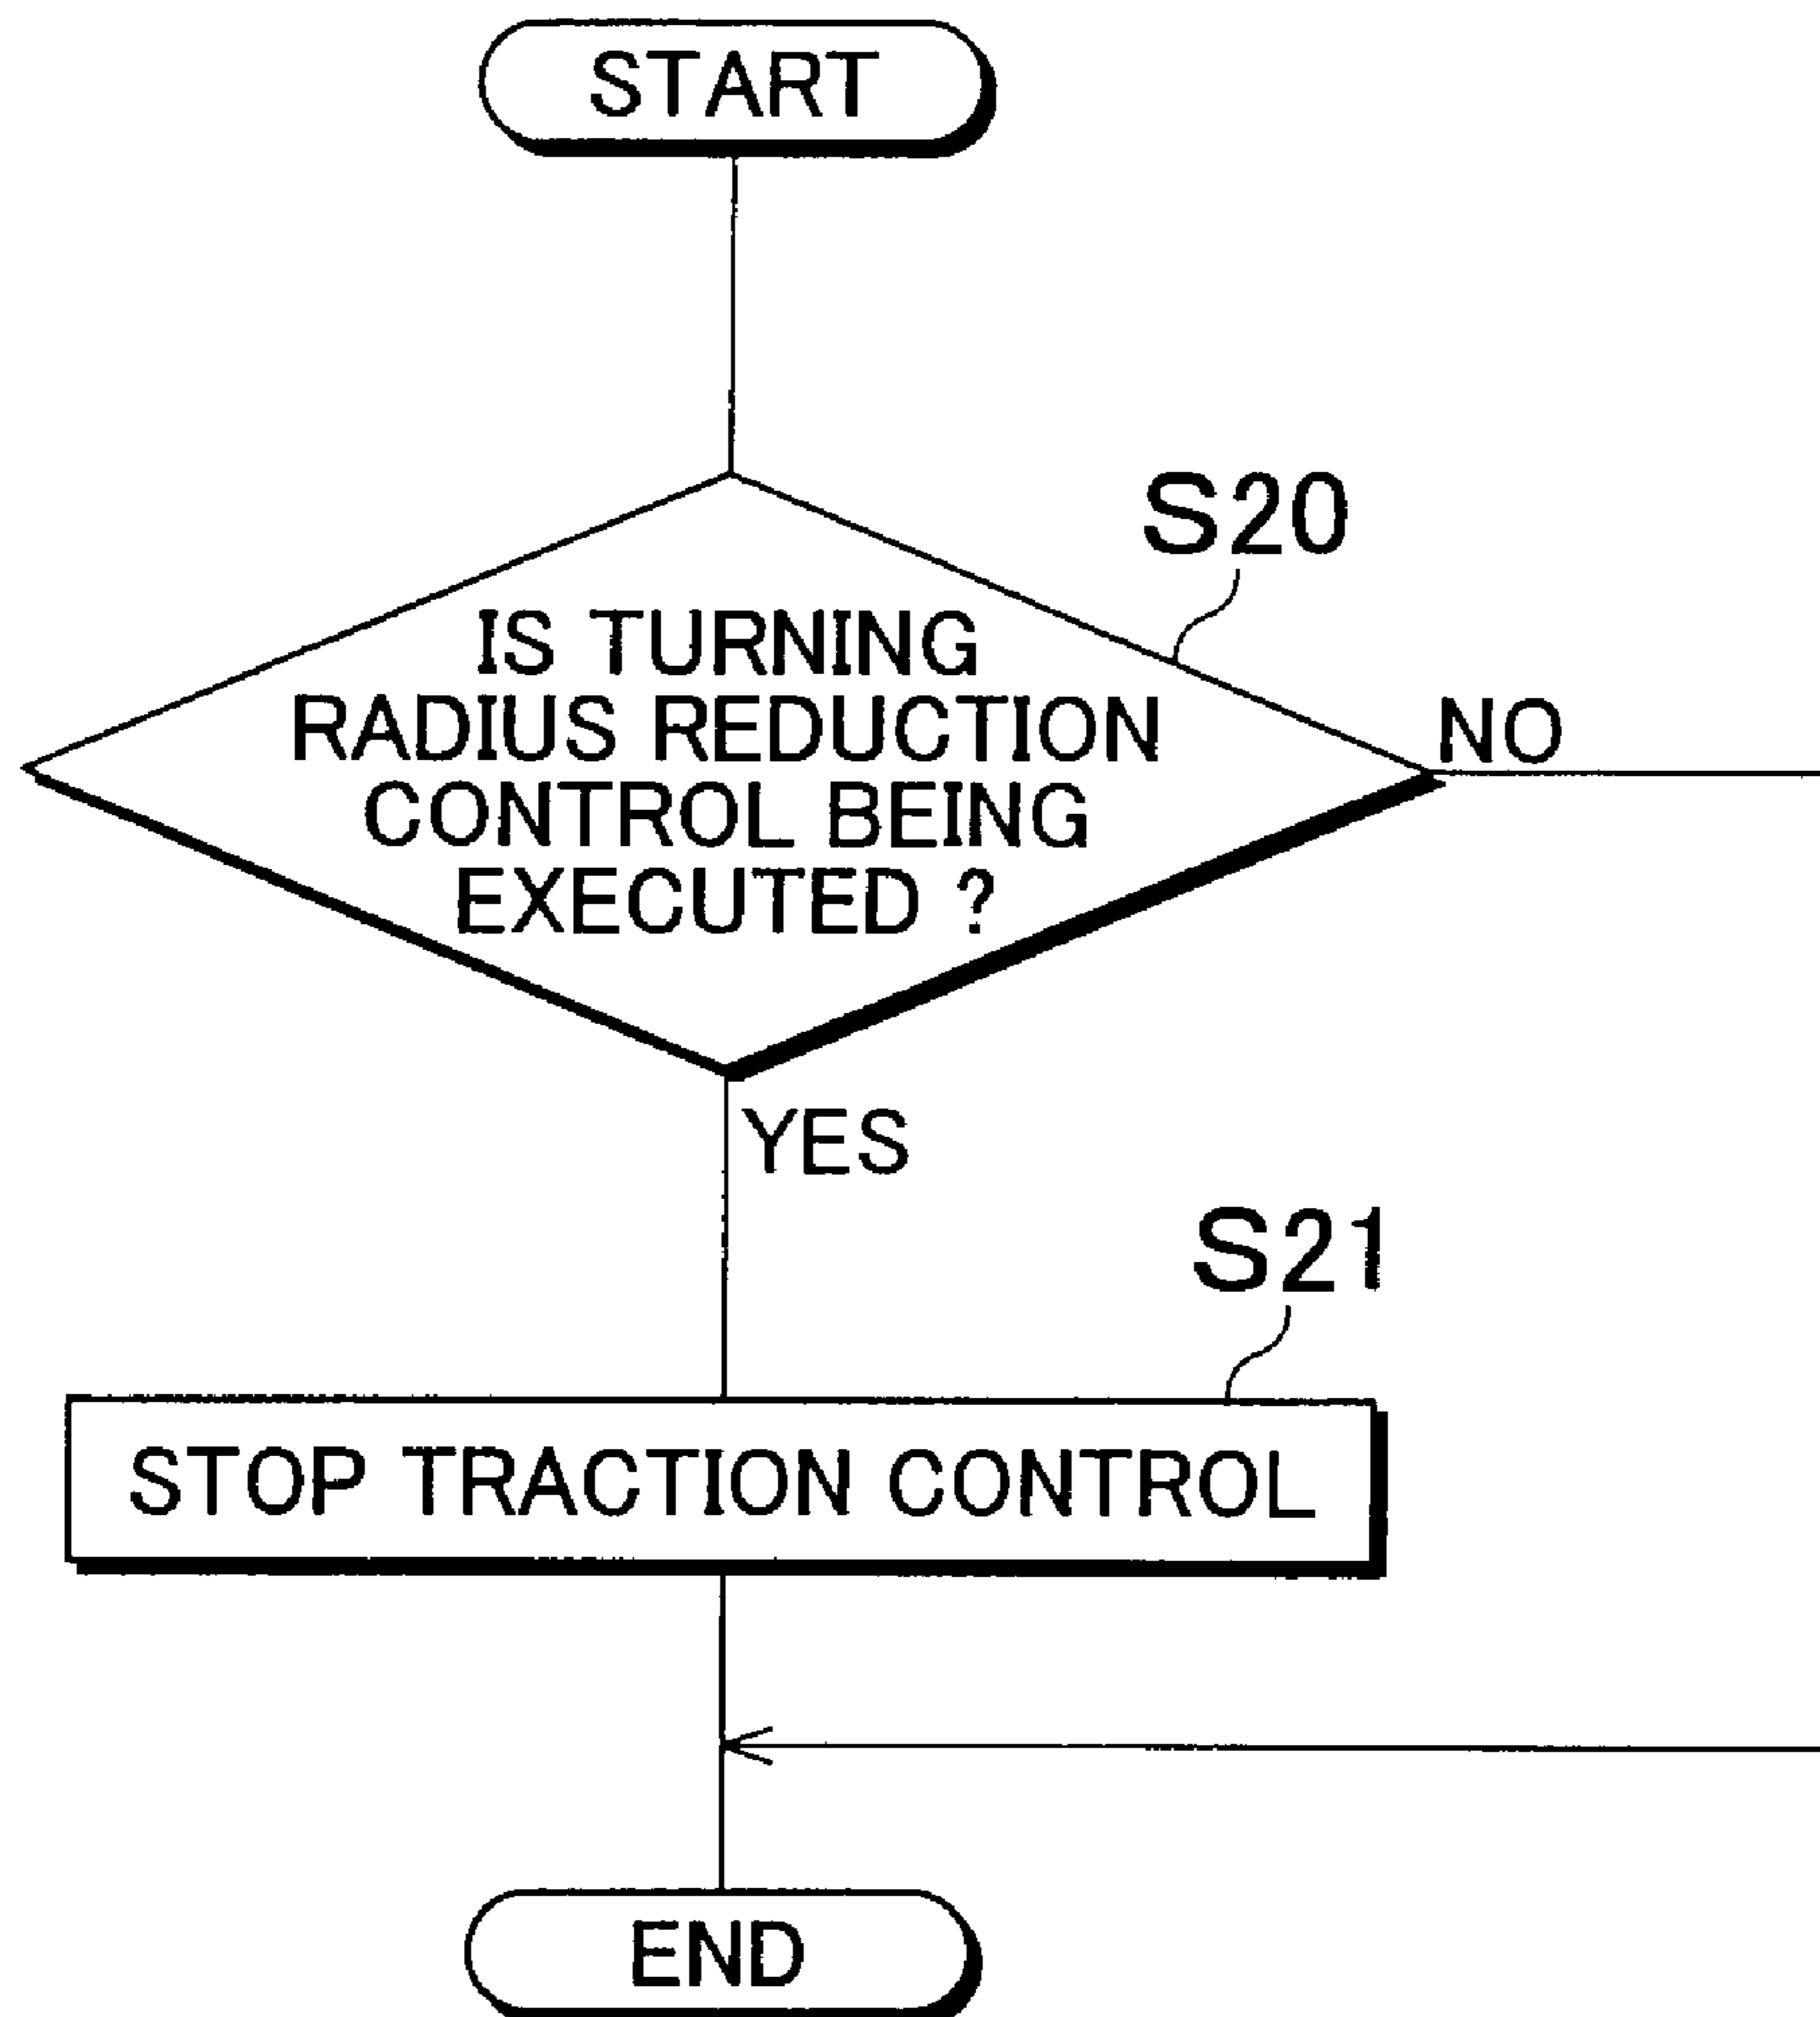 START
S20
IS TURNING
RADIUS REDUCTION
CONTROL BEING
EXECUTED ?
NO
YES
S21
STOP TRACTION CONTROL
END